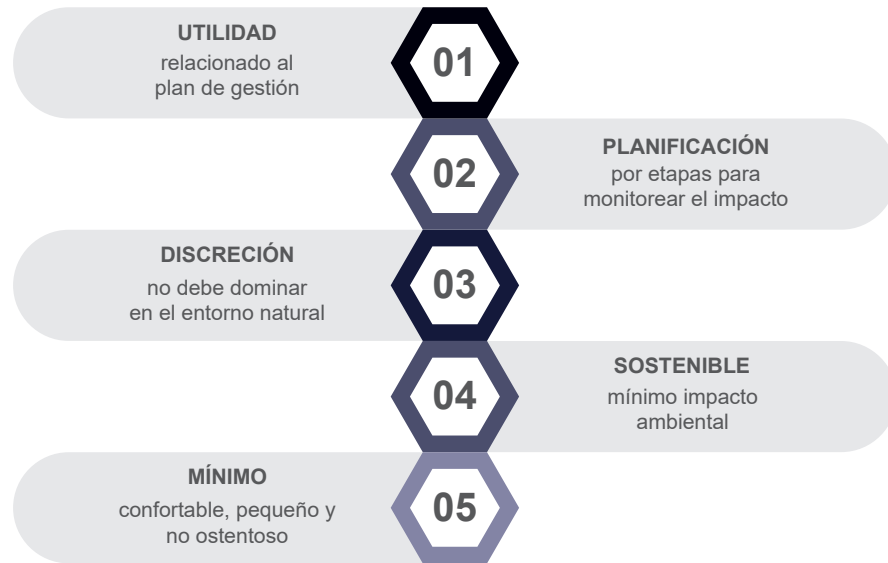 UTILIDAD
relacionado al
plan de gestión
01
02
PLANIFICACIÓN
por etapas para
monitorear el impacto
DISCRECIÓN
no debe dominar
en el entorno natural
03
04
SOSTENIBLE
mínimo impacto
ambiental
MÍNIMO
confortable, pequeño y
no ostentoso
05